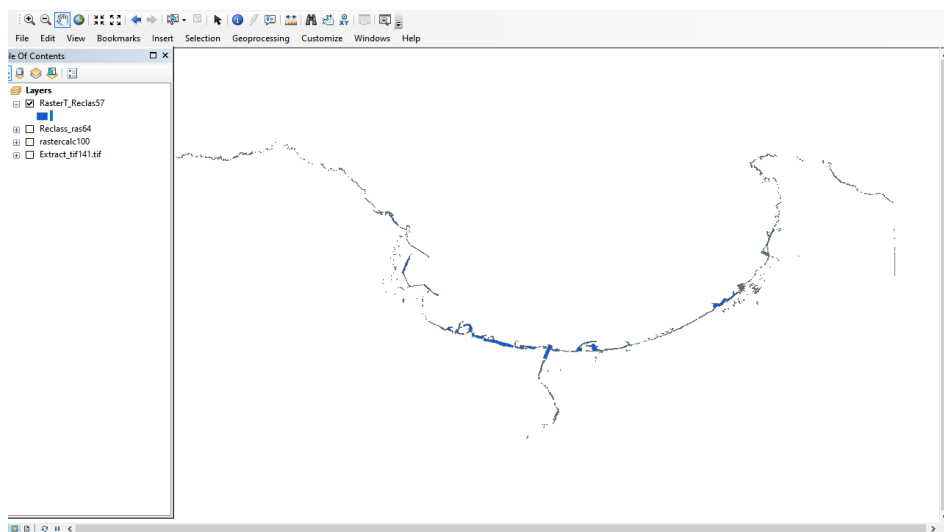 File Edit View Bookmarks Insert Selection Geoprocessing Customize Windows Help
le Of Contents
Layers
RasterT_Reclas57
Reclass_ras64
rastercalc100
Extract_tif141.tif